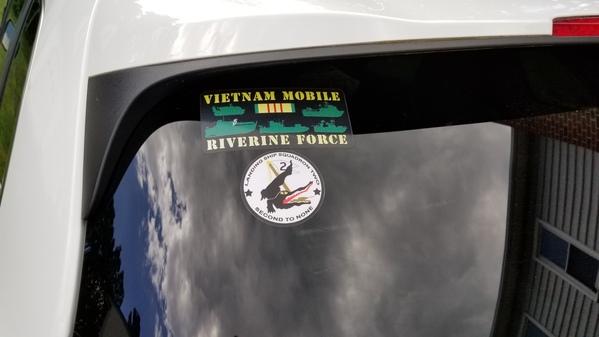 VIETNAM MOBILE
RIVERINE FORCE
LANDING SHIP SQUADRON TWO
2
SECOND TO NONE